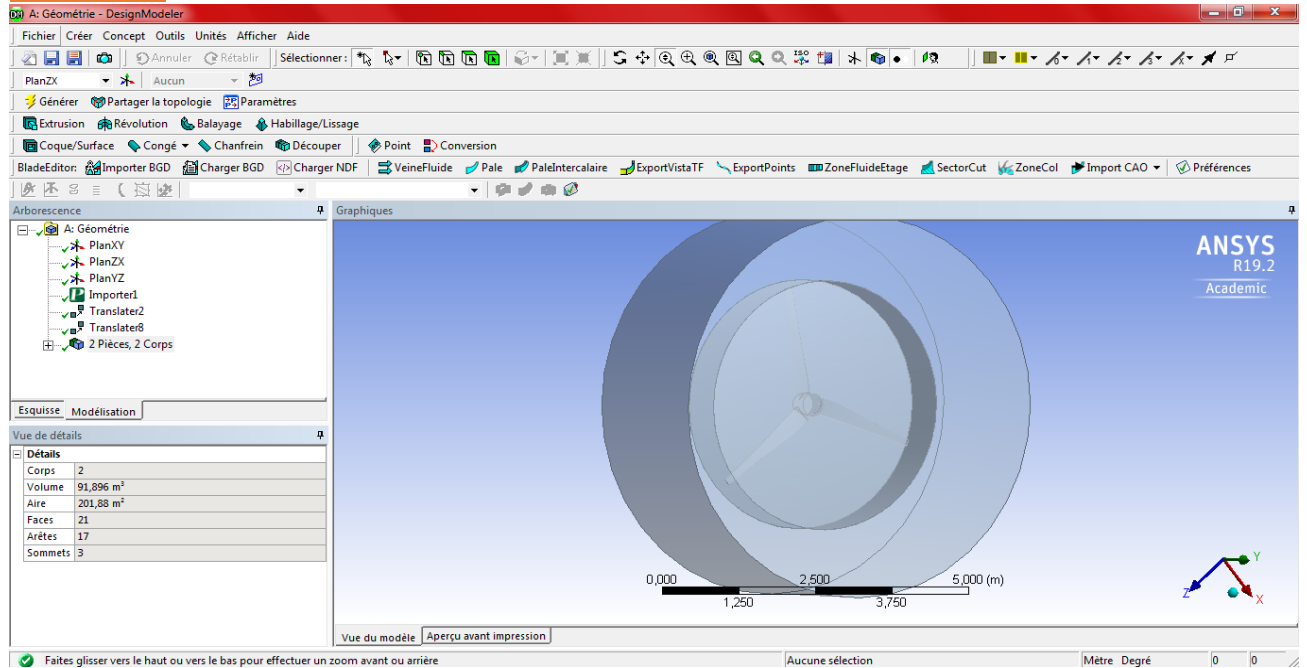 A: Géométrie - DesignModeler
Fichier Créer Concept Outils Unités Afficher Aide
Annuler Rétablir Sélectionner: ISO
PlanZX Aucun
Générer Partager la topologie Paramètres
Extrusion Révolution Balayage Habillage/Lissage
Coque/Surface Congé Chanfrein Découper Point Conversion
BladeEditor: Importer BGD Charger BGD Charger NDF VeineFluide Pale PaleIntercalaire ExportVistaTF ExportPoints ZoneFluideEtage SectorCut ZoneCol Import CAO Préférences
Arborescence
A: Géométrie
PlanXY
PlanZX
PlanYZ
Importer1
Translater2
Translater8
2 Pièces, 2 Corps
Esquisse Modélisation
Vue de détails
Détails
Corps 2
Volume 91,896 m³
Aire 201,88 m²
Faces 21
Arêtes 17
Sommets 3
Graphiques
ANSYS
R19.2
Academic
0,000 2,500 5,000 (m)
1,250 3,750
Y
Z
X
Vue du modèle Aperçu avant impression
Faites glisser vers le haut ou vers le bas pour effectuer un zoom avant ou arrière Aucune sélection Mètre Degré 0 0